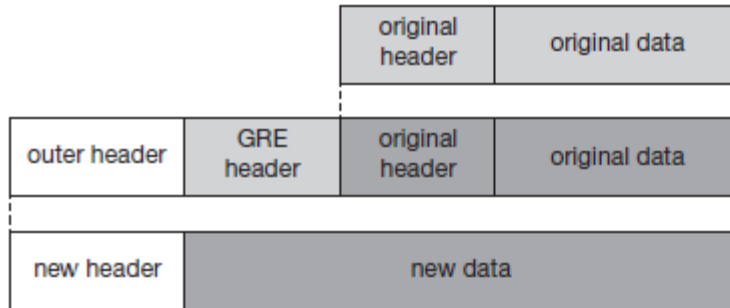 original
header
original data
outer header
GRE
header
original
header
original data
new header
new data